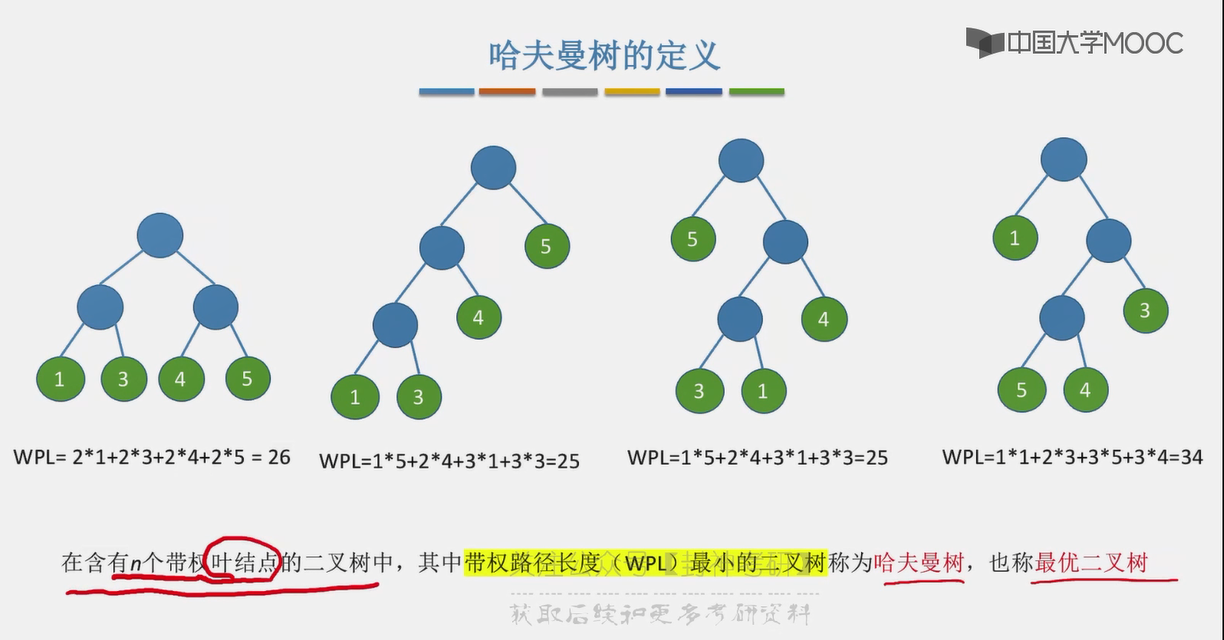 中国大学MOOC
哈夫曼树的定义
5
5
1
4
4
3
1 3 4 5
1 3
3 1
5 4
WPL= 2*1+2*3+2*4+2*5 = 26
WPL=1*5+2*4+3*1+3*3=25
WPL=1*5+2*4+3*1+3*3=25
WPL=1*1+2*3+3*5+3*4=34
在含有n个带权叶结点的二叉树中，其中带权路径长度（WPL）最小的二叉树称为哈夫曼树，也称最优二叉树
获取后续和更多考研资料